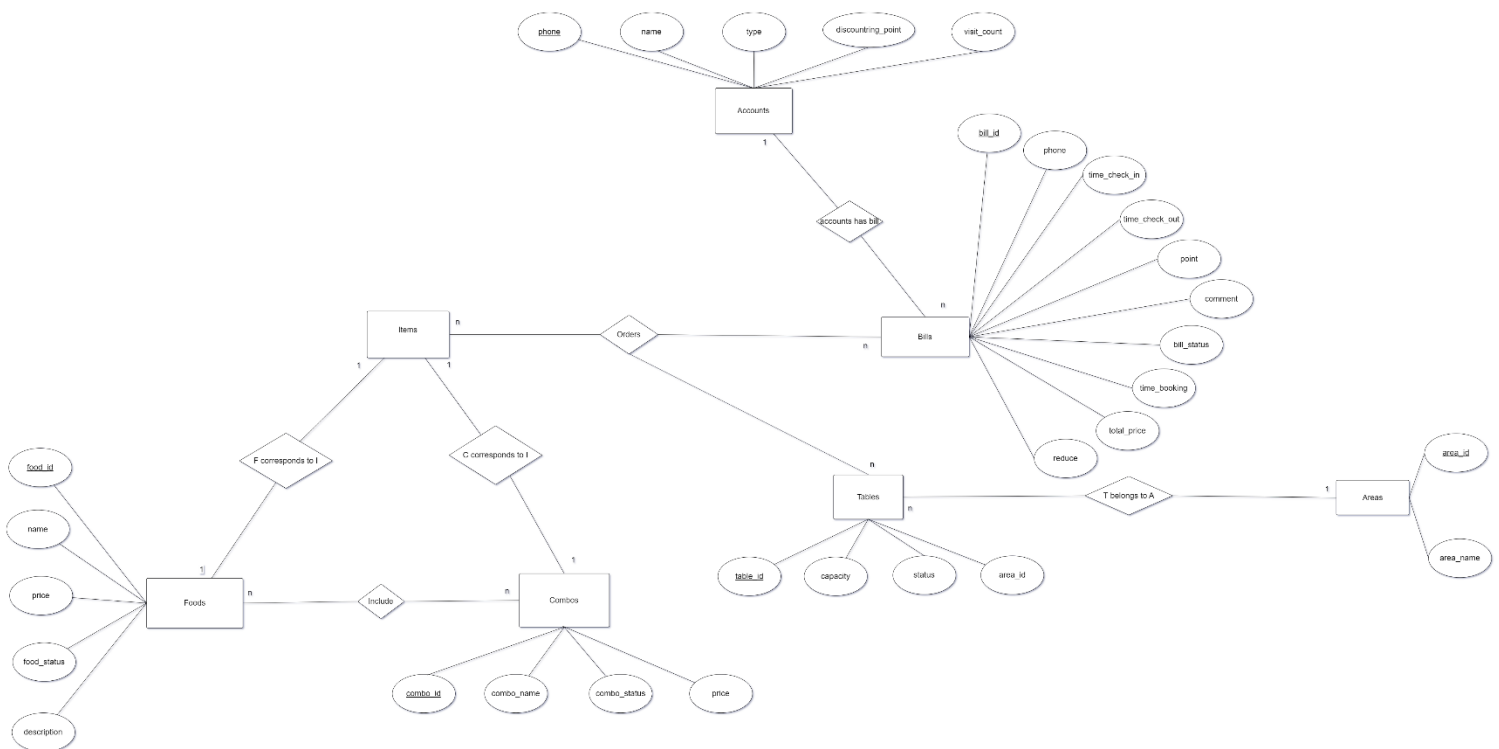 phone
name
type
discountring_point
visit_count
Accounts
1
bill_id
phone
time_check_in
time_check_out
accounts has bill
point
comment
n
Items
n
Orders
n
Bills
bill_status
1
1
time_booking
total_price
reduce
F corresponds to I
C corresponds to I
food_id
n
Tables
n
T belongs to A
1
Areas
area_id
name
1
1
table_id
capacity
status
area_id
area_name
price
Foods
n
Include
n
Combos
food_status
combo_id
combo_name
combo_status
price
description